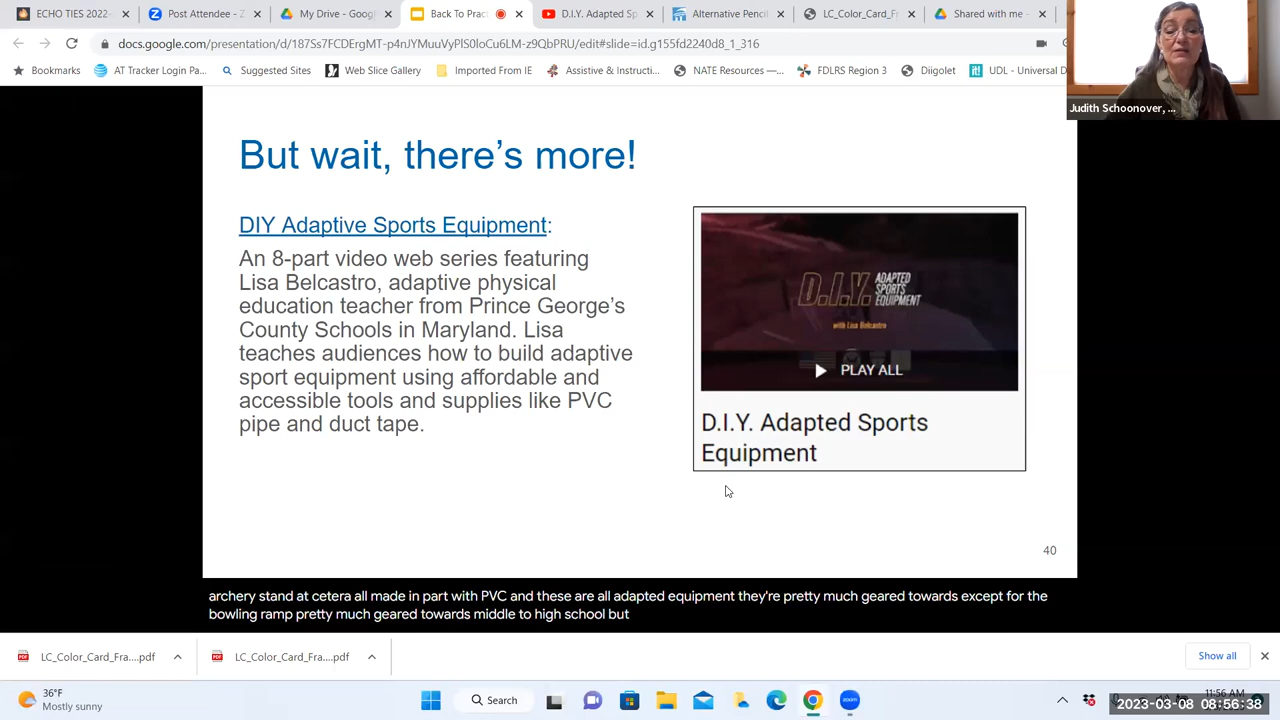 ECHO TIES 2022-
Post Attendee - Z
My Drive - Googl
Back To Prac
D.I.Y. Adapted Sp
Alternative Penci
LC_Color_Card_F
Shared with me -
docs.google.com/presentation/d/187Ss7FCDErgMT-p4nJYMuuVyPlS7JsCu6LM-z9QbPRU/edit#slide=id.g155fd2240d8_1_316
Bookmarks
AT Tracker Login Pa...
Suggested Sites
Web Slice Gallery
Imported From IE
Assistive & Instructi...
NATE Resources —...
FDLRS Region 3
Diigolet
UDL - Universal D
Judith Schoonover, ...
But wait, there's more!
DIY Adaptive Sports Equipment:
An 8-part video web series featuring
Lisa Belcastro, adaptive physical
education teacher from Prince George's
County Schools in Maryland. Lisa
teaches audiences how to build adaptive
sport equipment using affordable and
accessible tools and supplies like PVC
pipe and duct tape.
D.I.Y. ADAPTED
SPORTS
EQUIPMENT
with Lisa Belcastro
PLAY ALL
D.I.Y. Adapted Sports
Equipment
40
archery stand at cetera all made in part with PVC and these are all adapted equipment they're pretty much geared towards except for the
bowling ramp pretty much geared towards middle to high school but
LC_Color_Card_Fra....pdf
LC_Color_Card_Fra....pdf
Show all
36°F
Mostly sunny
Search
11:56 AM
2023-03-08 08:56:38